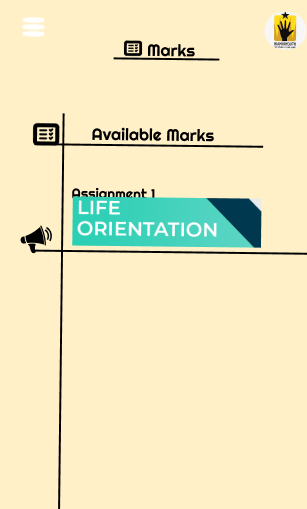 Marks
Available Marks
Assignment 1
LIFE
ORIENTATION